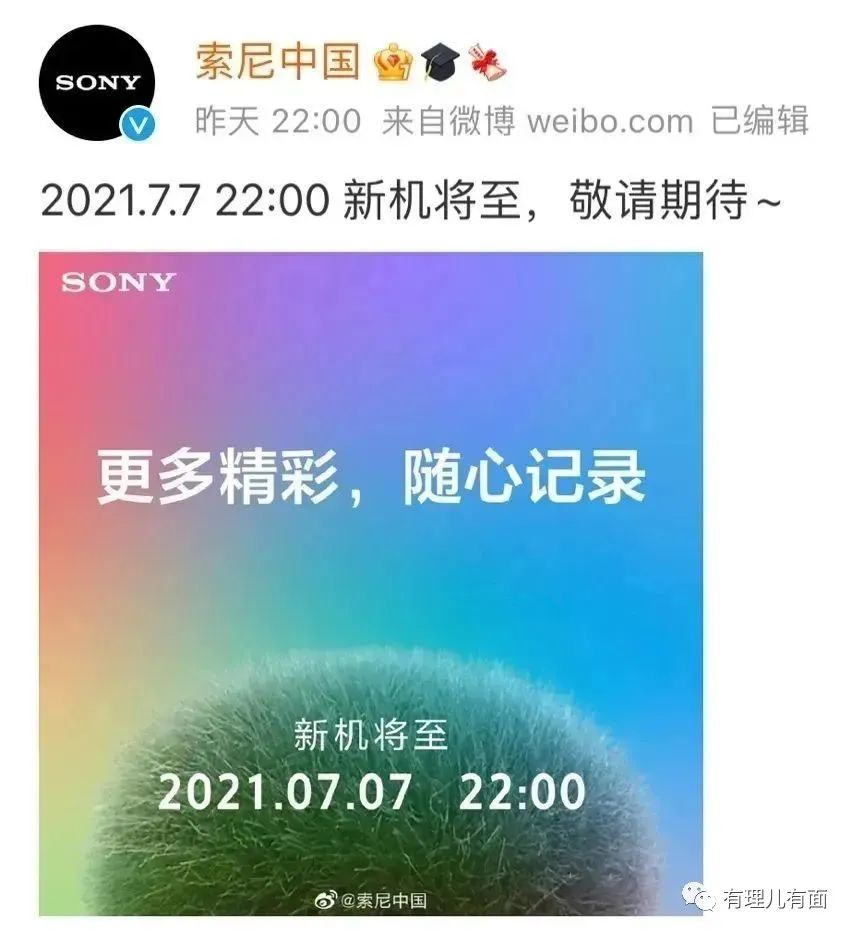 SONY
索尼中国
昨天 22:00 来自微博 weibo.com 已编辑
2021.7.7 22:00 新机将至，敬请期待~
SONY
更多精彩，随心记录
新机将至
2021.07.07 22:00
@索尼中国
有理儿有面